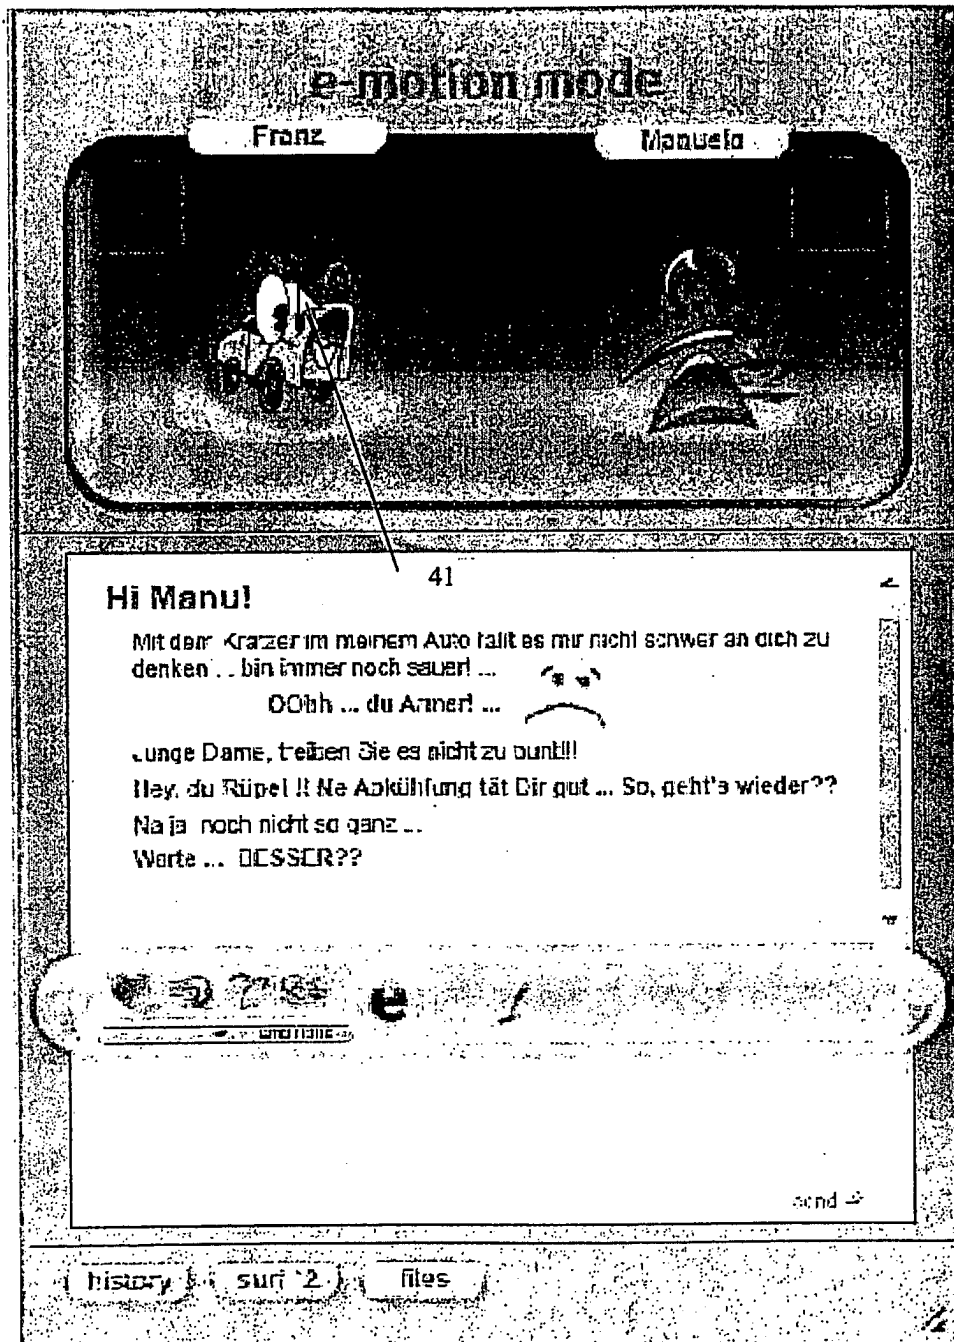 e-motion mode
Franz
Manuela
41
Hi Manu!
Mit dem Kratzer im meinem Auto fällt es mir nicht schwer an dich zu
denken ... bin immer noch sauer! ...
OOhh ... du Armer! ...
Junge Dame, treiben Sie es nicht zu bunt!!!
Hey, du Rüpel !! Ne Abkühlung tät Dir gut ... So, geht's wieder??
Na ja noch nicht so ganz ...
Warte ... BESSER??
? e
emotions
send
history
surf *2
files